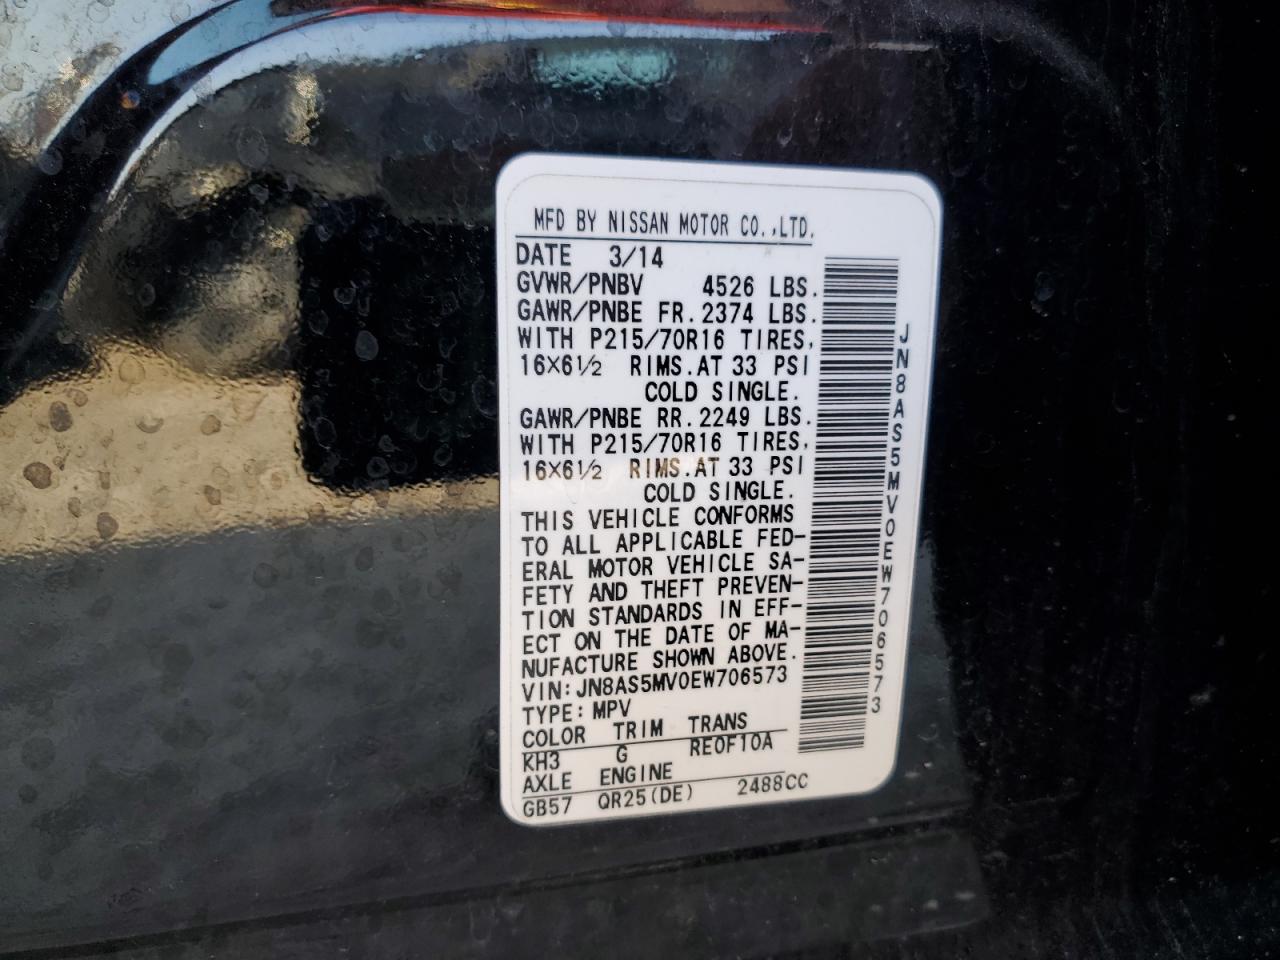 MFD BY NISSAN MOTOR CO.,LTD.
DATE 3/14
GVWR/PNBV 4526 LBS.
GAWR/PNBE FR. 2374 LBS.
WITH P215/70R16 TIRES,
16X6½ RIMS. AT 33 PSI
COLD SINGLE.
GAWR/PNBE RR. 2249 LBS.
WITH P215/70R16 TIRES,
16X6½ RIMS. AT 33 PSI
COLD SINGLE.
THIS VEHICLE CONFORMS
TO ALL APPLICABLE FED-
ERAL MOTOR VEHICLE SA-
FETY AND THEFT PREVEN-
TION STANDARDS IN EFF-
ECT ON THE DATE OF MA-
NUFACTURE SHOWN ABOVE.
VIN: JN8AS5MV0EW706573
TYPE: MPV
COLOR TRIM TRANS
KH3 G RE0F10A
AXLE ENGINE
GB57 QR25(DE) 2488CC
JN8AS5MV0EW706573